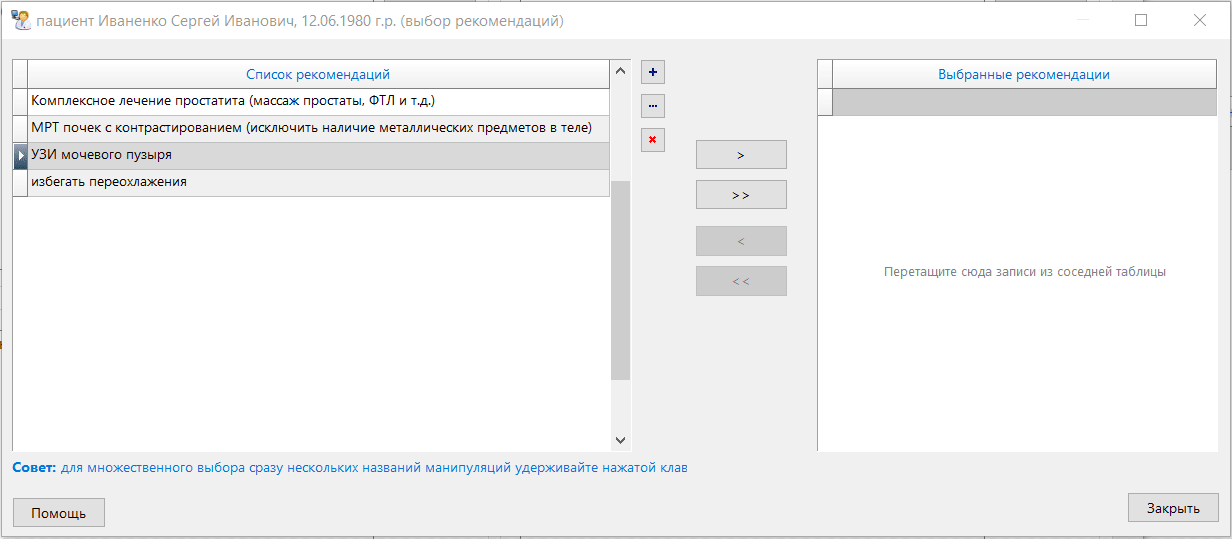 пациент Иваненко Сергей Иванович, 12.06.1980 г.р. (выбор рекомендаций)
Список рекомендаций
Комплексное лечение простатита (массаж простаты, ФТЛ и т.д.)
МРТ почек с контрастированием (исключить наличие металлических предметов в теле)
УЗИ мочевого пузыря
избегать переохлажения
>
>>
<
<<
Выбранные рекомендации
Перетащите сюда записи из соседней таблицы
Совет: для множественного выбора сразу нескольких названий манипуляций удерживайте нажатой клав
Помощь
Закрыть